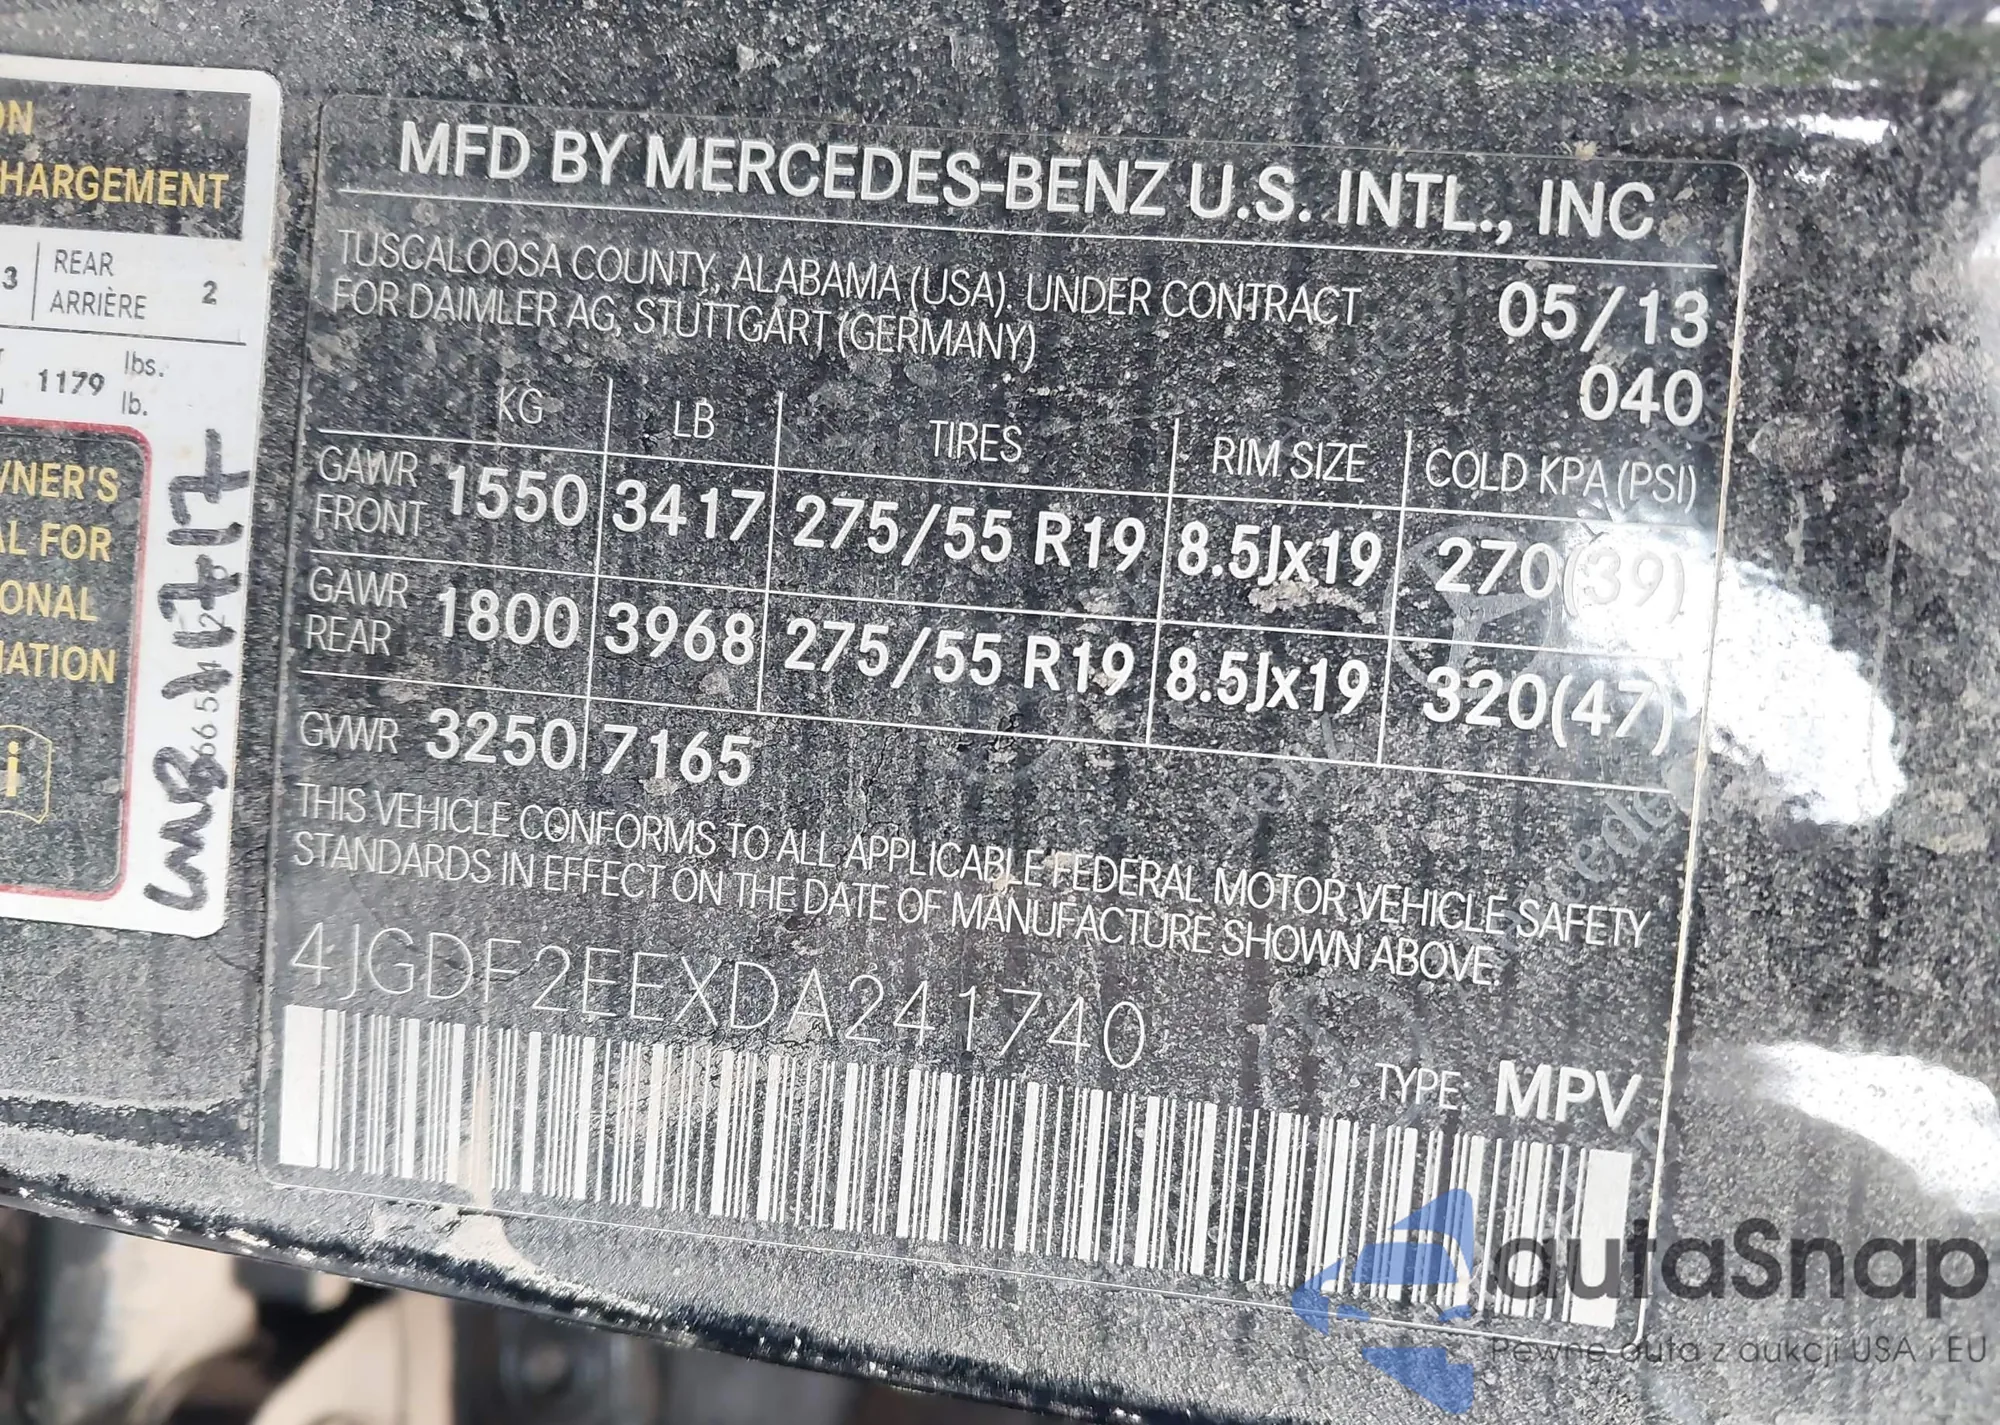 ON
HARGEMENT
3 REAR ARRIÈRE 2
1179 lbs. lb.
WNER'S
AL FOR
ONAL
MATION
i
MFD BY MERCEDES-BENZ U.S. INTL., INC
TUSCALOOSA COUNTY, ALABAMA (USA), UNDER CONTRACT
FOR DAIMLER AG, STUTTGART (GERMANY)
05/13
040
KG LB TIRES RIM SIZE COLD KPA (PSI)
GAWR FRONT 1550 3417 275/55 R19 8.5Jx19 270(39)
GAWR REAR 1800 3968 275/55 R19 8.5Jx19 320(47)
GVWR 3250 7165
THIS VEHICLE CONFORMS TO ALL APPLICABLE FEDERAL MOTOR VEHICLE SAFETY
STANDARDS IN EFFECT ON THE DATE OF MANUFACTURE SHOWN ABOVE.
4JGDF2EEXDA241740
TYPE: MPV
autaSnap
Pewne auta z aukcji USA i EU